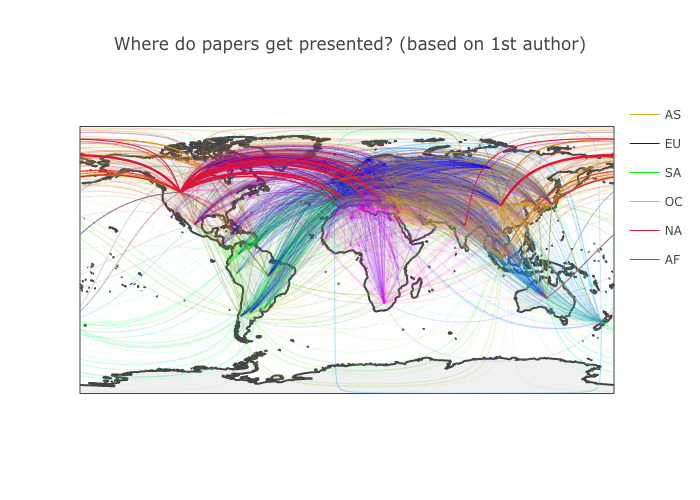 Where do papers get presented? (based on 1st author)
AS
EU
SA
OC
NA
AF